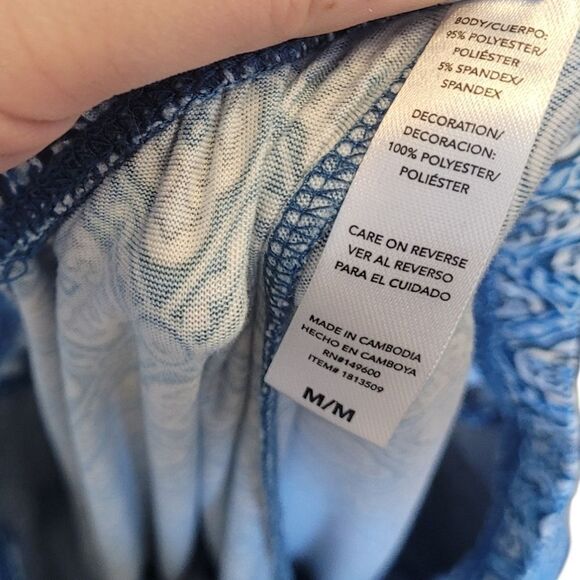 BODY/CUERPO:
95% POLYESTER/
POLIÉSTER
5% SPANDEX/
SPANDEX
DECORATION/
DECORACION:
100% POLYESTER/
POLIÉSTER
CARE ON REVERSE
VER AL REVERSO
PARA EL CUIDADO
MADE IN CAMBODIA
HECHO EN CAMBOYA
RN#149600
ITEM# 1813509
M/M